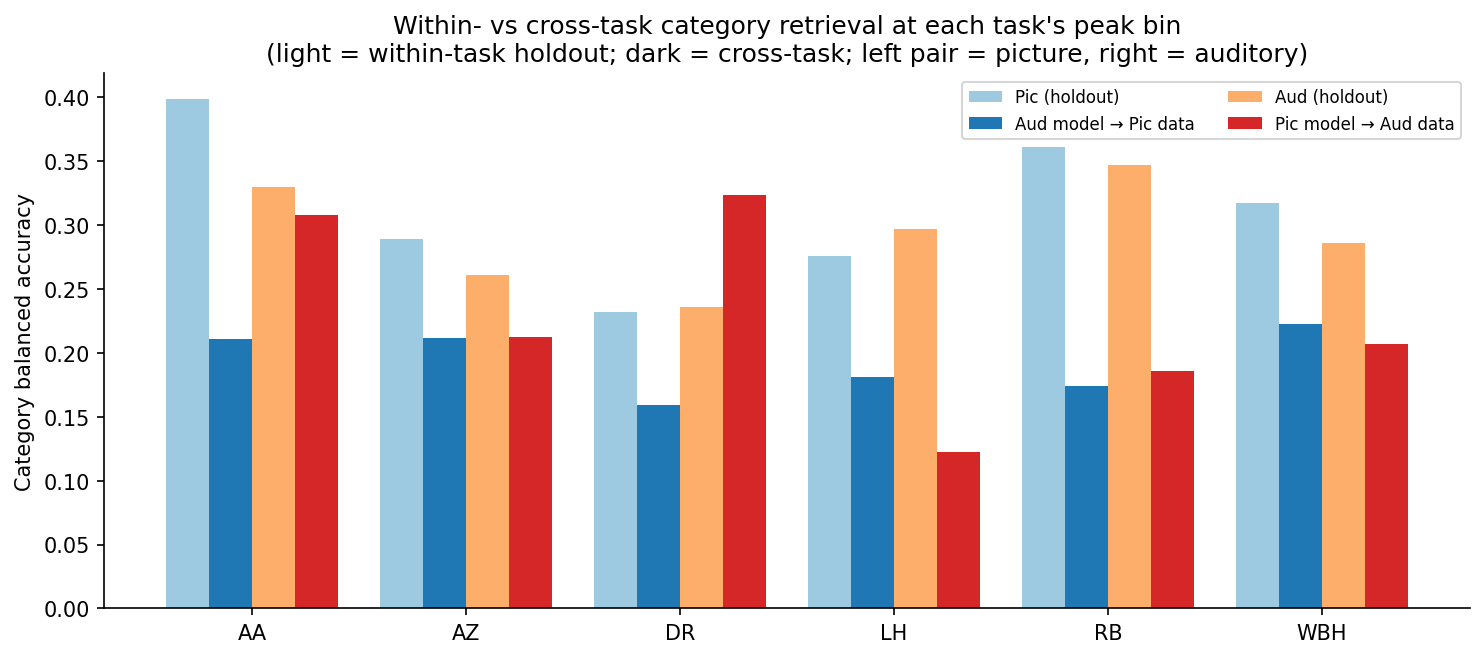 Within- vs cross-task category retrieval at each task's peak bin
(light = within-task holdout; dark = cross-task; left pair = picture, right = auditory)
Pic (holdout)
Aud model → Pic data
Aud (holdout)
Pic model → Aud data
Category balanced accuracy
0.40
0.35
0.30
0.25
0.20
0.15
0.10
0.05
0.00
AA
AZ
DR
LH
RB
WBH